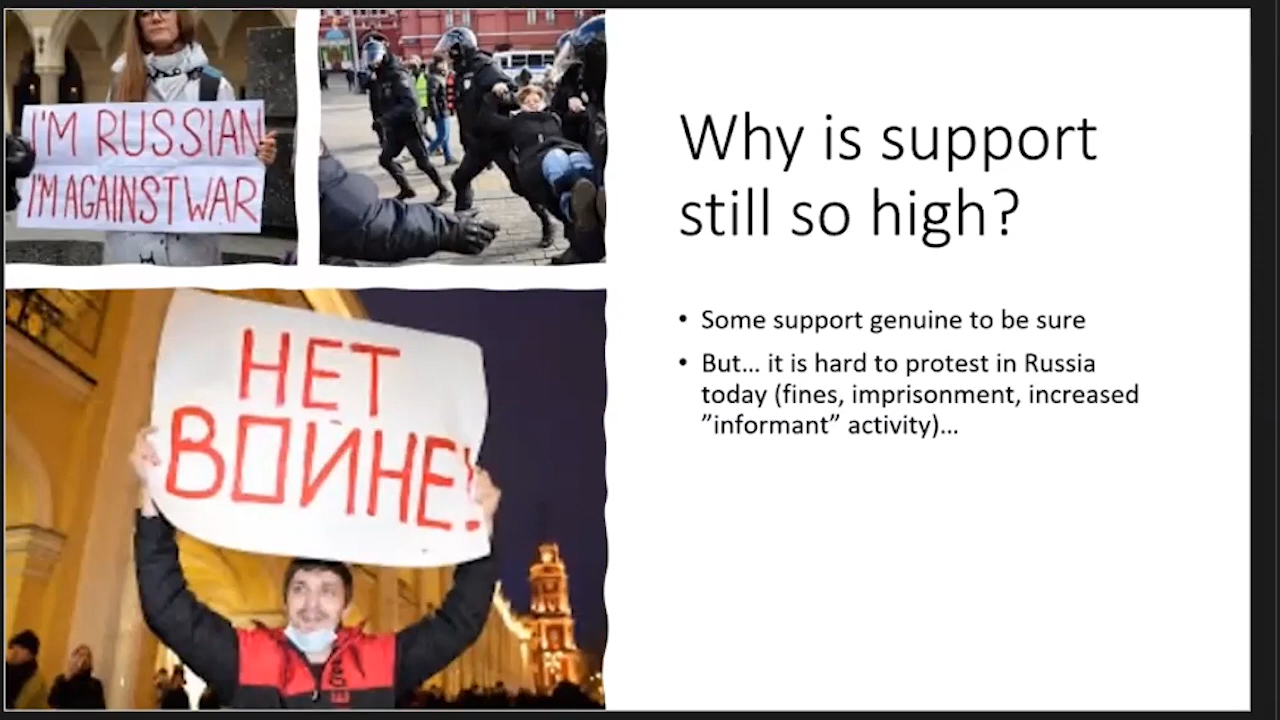 I'M RUSSIAN
I'M AGAINST WAR
НЕТ
ВОЙНЕ!
Why is support
still so high?
• Some support genuine to be sure
• But... it is hard to protest in Russia
today (fines, imprisonment, increased
”informant” activity)...